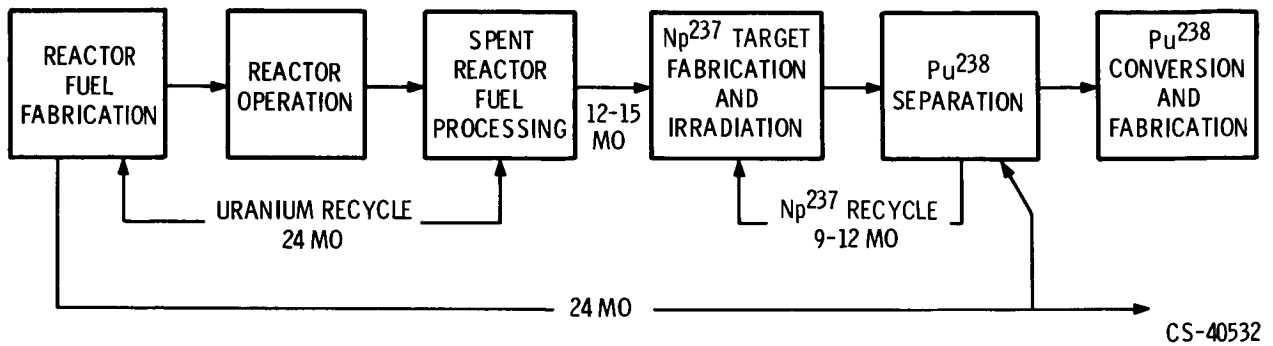 REACTOR
FUEL
FABRICATION
REACTOR
OPERATION
SPENT
REACTOR
FUEL
PROCESSING
12-15
MO
Np237 TARGET
FABRICATION
AND
IRRADIATION
Pu238
SEPARATION
Pu238
CONVERSION
AND
FABRICATION
URANIUM RECYCLE
24 MO
Np237 RECYCLE
9-12 MO
24 MO
CS-40532